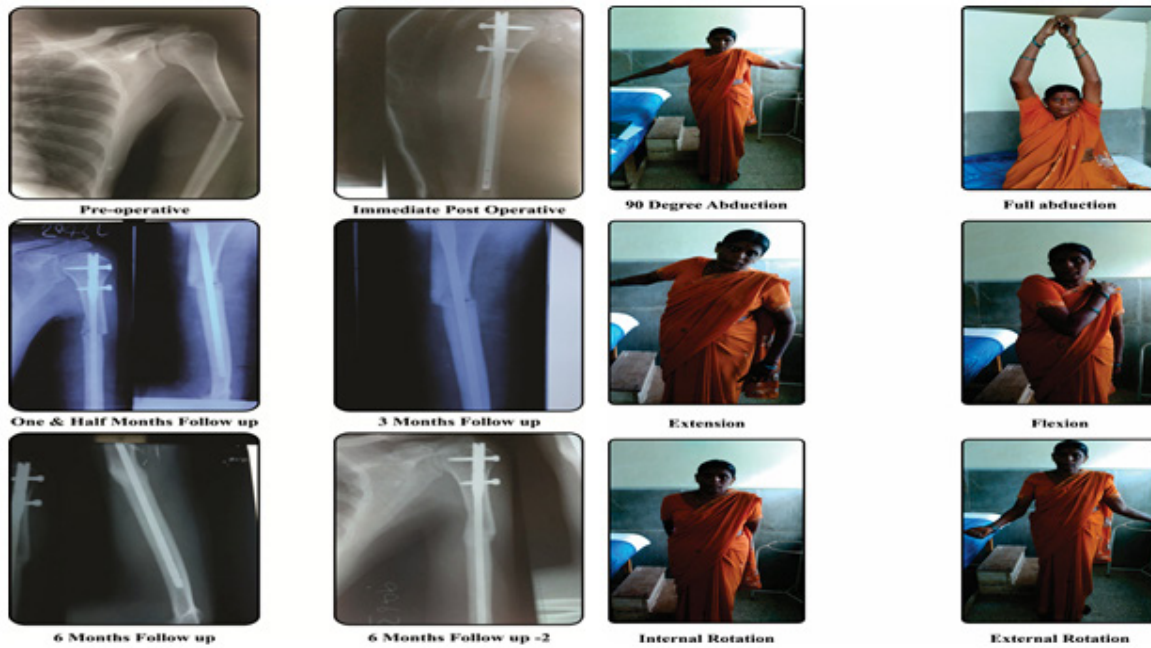 Pre-operative
Immediate Post Operative
90 Degree Abduction
Full abduction
One & Half Months Follow up
3 Months Follow up
Extension
Flexion
6 Months Follow up
6 Months Follow up -2
Internal Rotation
External Rotation